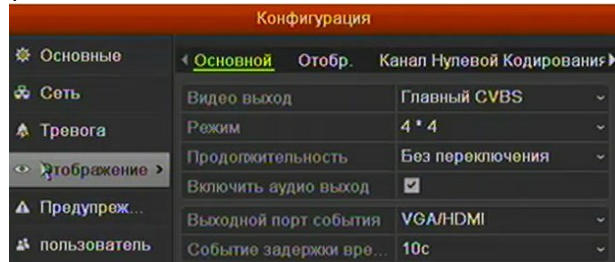 Конфигурация
Основные
Сеть
Тревога
Отображение
Предупреж...
пользователь
Основной Отобр. Канал Нулевой Кодирования
Видео выход Главный CVBS
Режим 4 * 4
Продолжительность Без переключения
Включить аудио выход
Выходной порт события VGA/HDMI
Событие задержки вре... 10с